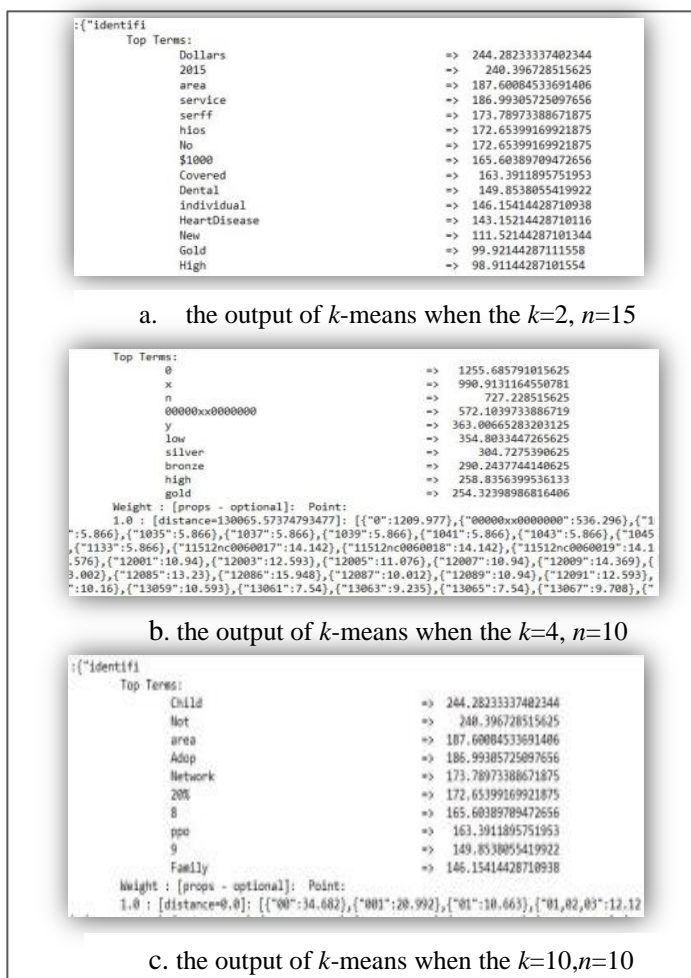 :{"identifi
Top Terms:
Dollars => 244.28233337402344
2015 => 240.396728515625
area => 187.60084533691406
service => 186.99305725097656
serff => 173.78973388671875
hios => 172.65399169921875
No => 172.65399169921875
$1000 => 165.60389709472656
Covered => 163.3911895751953
Dental => 149.8538055419922
individual => 146.15414428710938
HeartDisease => 143.15214428710116
New => 111.52144287101344
Gold => 99.92144287111558
High => 98.91144287101554
a. the output of k-means when the k=2, n=15
Top Terms:
0 => 1255.685791015625
x => 990.9131164550781
n => 727.228515625
00000xx0000000 => 572.1039733886719
y => 363.00665283203125
low => 354.8033447265625
silver => 304.7275390625
bronze => 290.2437744140625
high => 258.8356399536133
gold => 254.32398986816406
Weight : [props - optional]: Point:
1.0 : [distance=130065.57374793477]: [{"0":1209.977},{"00000xx0000000":536.296},{"1
":5.866},{"1035":5.866},{"1037":5.866},{"1039":5.866},{"1041":5.866},{"1043":5.866},{"1045
,{"1133":5.866},{"11512nc0060017":14.142},{"11512nc0060018":14.142},{"11512nc0060019":14.1
.576},{"12001":10.94},{"12003":12.593},{"12005":11.076},{"12007":10.94},{"12009":14.369},{
3.002},{"12085":13.23},{"12086":15.948},{"12087":10.012},{"12089":10.94},{"12091":12.593},
":10.16},{"13059":10.593},{"13061":7.54},{"13063":9.235},{"13065":7.54},{"13067":9.708},{"
b. the output of k-means when the k=4, n=10
:{"identifi
Top Terms:
Child => 244.28233337402344
Not => 240.396728515625
area => 187.60084533691406
Adop => 186.99305725097656
Network => 173.78973388671875
20% => 172.65399169921875
8 => 165.60389709472656
ppo => 163.3911895751953
9 => 149.8538055419922
Family => 146.15414428710938
Weight : [props - optional]: Point:
1.0 : [distance=0.0]: [{"00":34.682},{"001":20.992},{"01":10.663},{"01,02,03":12.12
c. the output of k-means when the k=10,n=10